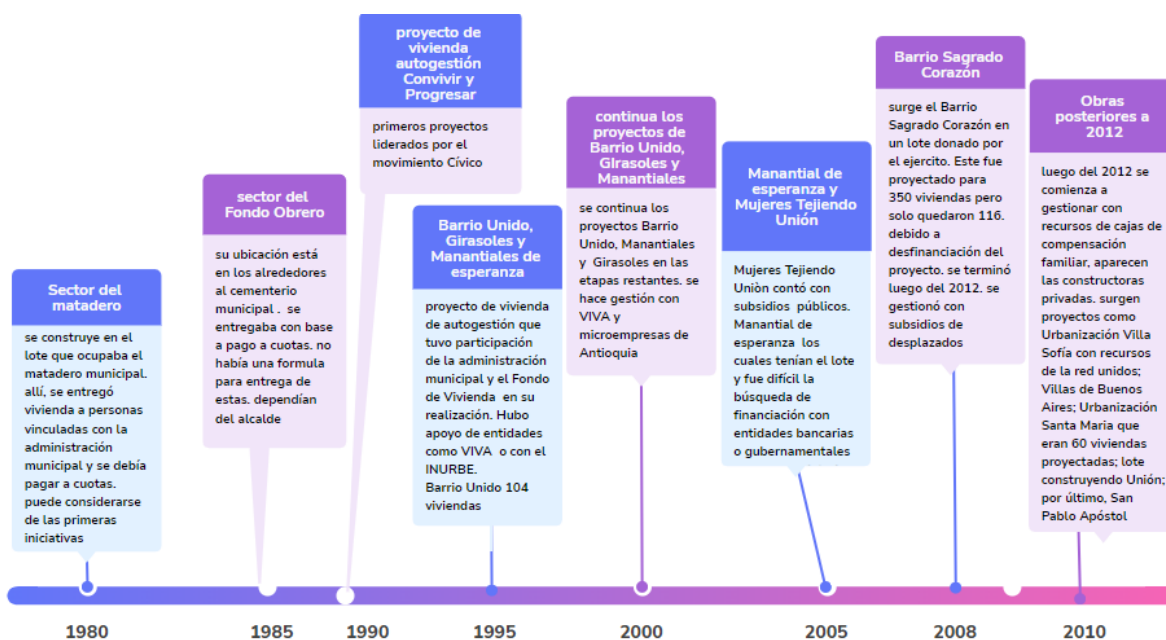 Sector del
matadero
se construye en el
lote que ocupaba el
matadero municipal.
allí, se entregó
vivienda a personas
vinculadas con la
administración
municipal y se debía
pagar a cuotas.
puede considerarse
de las primeras
iniciativas
sector del
Fondo Obrero
su ubicación está
en los alrededores
al cementerio
municipal . se
entregaba con base
a pago a cuotas. no
había una formula
para entrega de
estas. dependían
del alcalde
proyecto de
vivienda
autogestión
Convivir y
Progresar
primeros proyectos
liderados por el
movimiento Cívico
Barrio Unido,
Girasoles y
Manantiales de
esperanza
proyecto de vivienda
de autogestión que
tuvo participación
de la administración
municipal y el Fondo
de Vivienda en su
realización. Hubo
apoyo de entidades
como VIVA o con el
INURBE.
Barrio Unido 104
viviendas
continua los
proyectos de
Barrio Unido,
GIrasoles y
Manantiales
se continua los
proyectos Barrio
Unido, Manantiales
y Girasoles en las
etapas restantes. se
hace gestión con
VIVA y
microempresas de
Antioquia
Manantial de
esperanza y
Mujeres Tejiendo
Unión
Mujeres Tejiendo
Uniòn contó con
subsidios públicos.
Manantial de
esperanza los
cuales tenían el lote
y fue difícil la
búsqueda de
financiación con
entidades bancarias
o gubernamentales
Barrio Sagrado
Corazón
surge el Barrio
Sagrado Corazón en
un lote donado por
el ejercito. Este fue
proyectado para
350 viviendas pero
solo quedaron 116.
debido a
desfinanciación del
proyecto. se terminó
luego del 2012. se
gestionó con
subsidios de
desplazados
Obras
posteriores a
2012
luego del 2012 se
comienza a
gestionar con
recursos de cajas de
compensación
familiar, aparecen
las constructoras
privadas. surgen
proyectos como
Urbanización Villa
Sofía con recursos
de la red unidos;
Villas de Buenos
Aires; Urbanización
Santa Maria que
eran 60 viviendas
proyectadas; lote
construyendo Unión;
por último, San
Pablo Apóstol
1980 1985 1990 1995 2000 2005 2008 2010